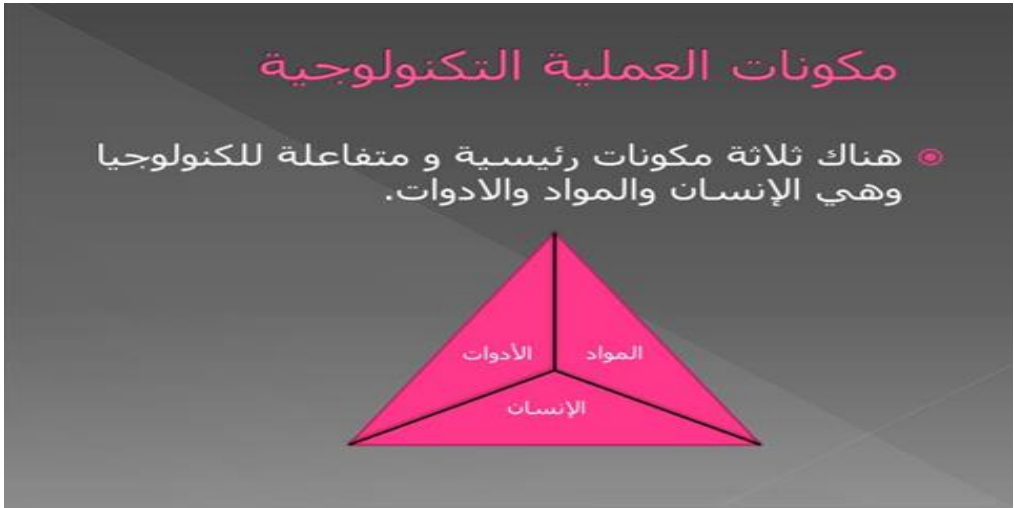 مكونات العملية التكنولوجية
هناك ثلاثة مكونات رئيسية و متفاعلة للكنولوجيا
وهي الإنسان والمواد والادوات.
المواد
الأدوات
الإنسان